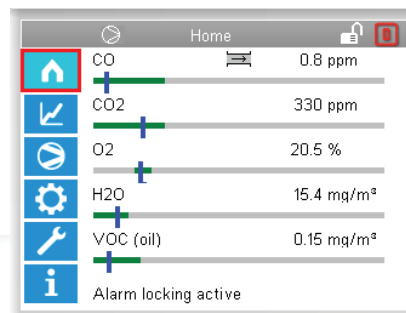 Home
CO 0.8 ppm
CO2 330 ppm
O2 20.5 %
H2O 15.4 mg/m³
VOC (oil) 0.15 mg/m³
Alarm locking active